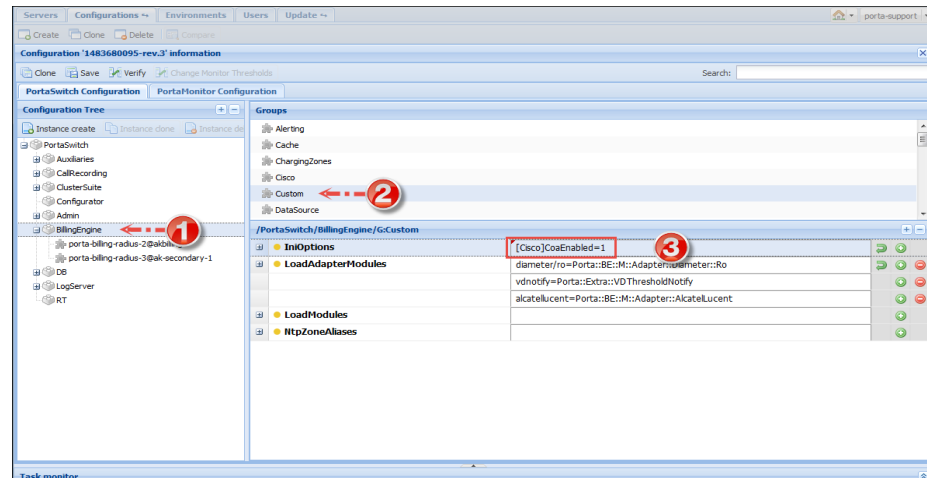 Servers Configurations Environments Users Update porta-support
Create Clone Delete Compare
Configuration '1483680095-rev.3' information
Clone Save Verify Change Monitor Thresholds Search:
PortaSwitch Configuration PortaMonitor Configuration
Configuration Tree
Groups
Instance create Instance clone Instance de
Alerting
PortaSwitch
Cache
Auxiliaries
ChargingZones
CallRecording
Cisco
ClusterSuite
Custom
2
Configurator
DataSource
Admin
BillingEngine
1
/PortaSwitch/BillingEngine/G:Custom
porta-billing-radius-2@akbilling
IniOptions [Cisco]CoaEnabled=1
3
porta-billing-radius-3@ak-secondary-1
LoadAdapterModules diameter/ro=Porta::BE::M::Adapter::Diameter::Ro
DB
vdnotify=Porta::Extra::VDThresholdNotify
LogServer
alcatellucent=Porta::BE::M::Adapter::AlcatelLucent
RT
LoadModules
NtpZoneAliases
Task monitor